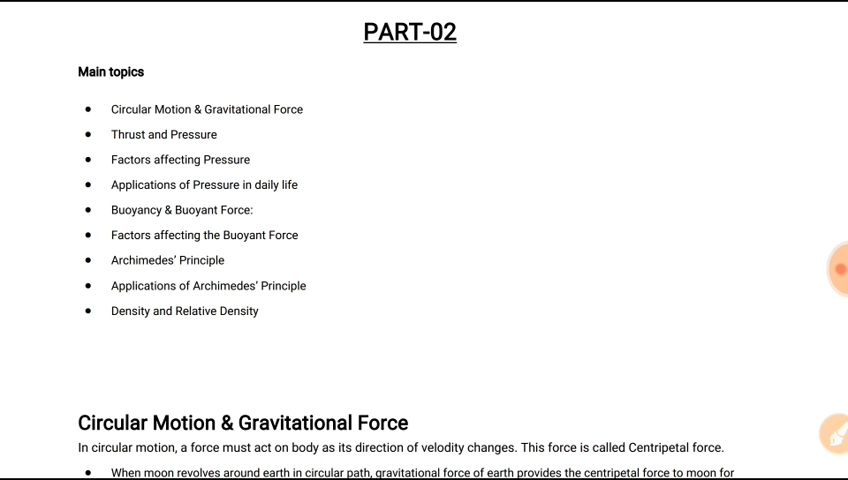 PART-02
Main topics
● Circular Motion & Gravitational Force
● Thrust and Pressure
● Factors affecting Pressure
● Applications of Pressure in daily life
● Buoyancy & Buoyant Force:
● Factors affecting the Buoyant Force
● Archimedes’ Principle
● Applications of Archimedes’ Principle
● Density and Relative Density
Circular Motion & Gravitational Force
In circular motion, a force must act on body as its direction of velodity changes. This force is called Centripetal force.
● When moon revolves around earth in circular path, gravitational force of earth provides the centripetal force to moon for